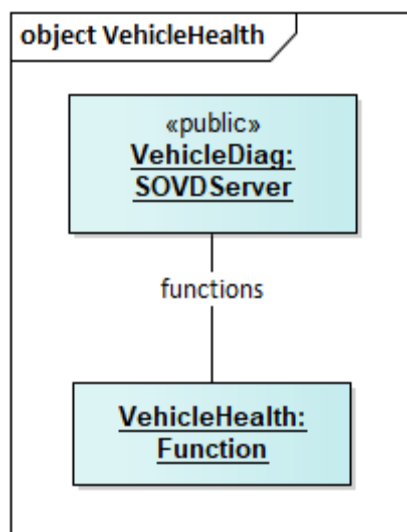 object VehicleHealth
«public»
VehicleDiag:
SOVDServer
functions
VehicleHealth:
Function